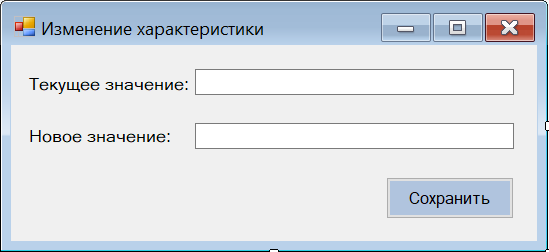 Изменение характеристики
Текущее значение:
Новое значение:
Сохранить